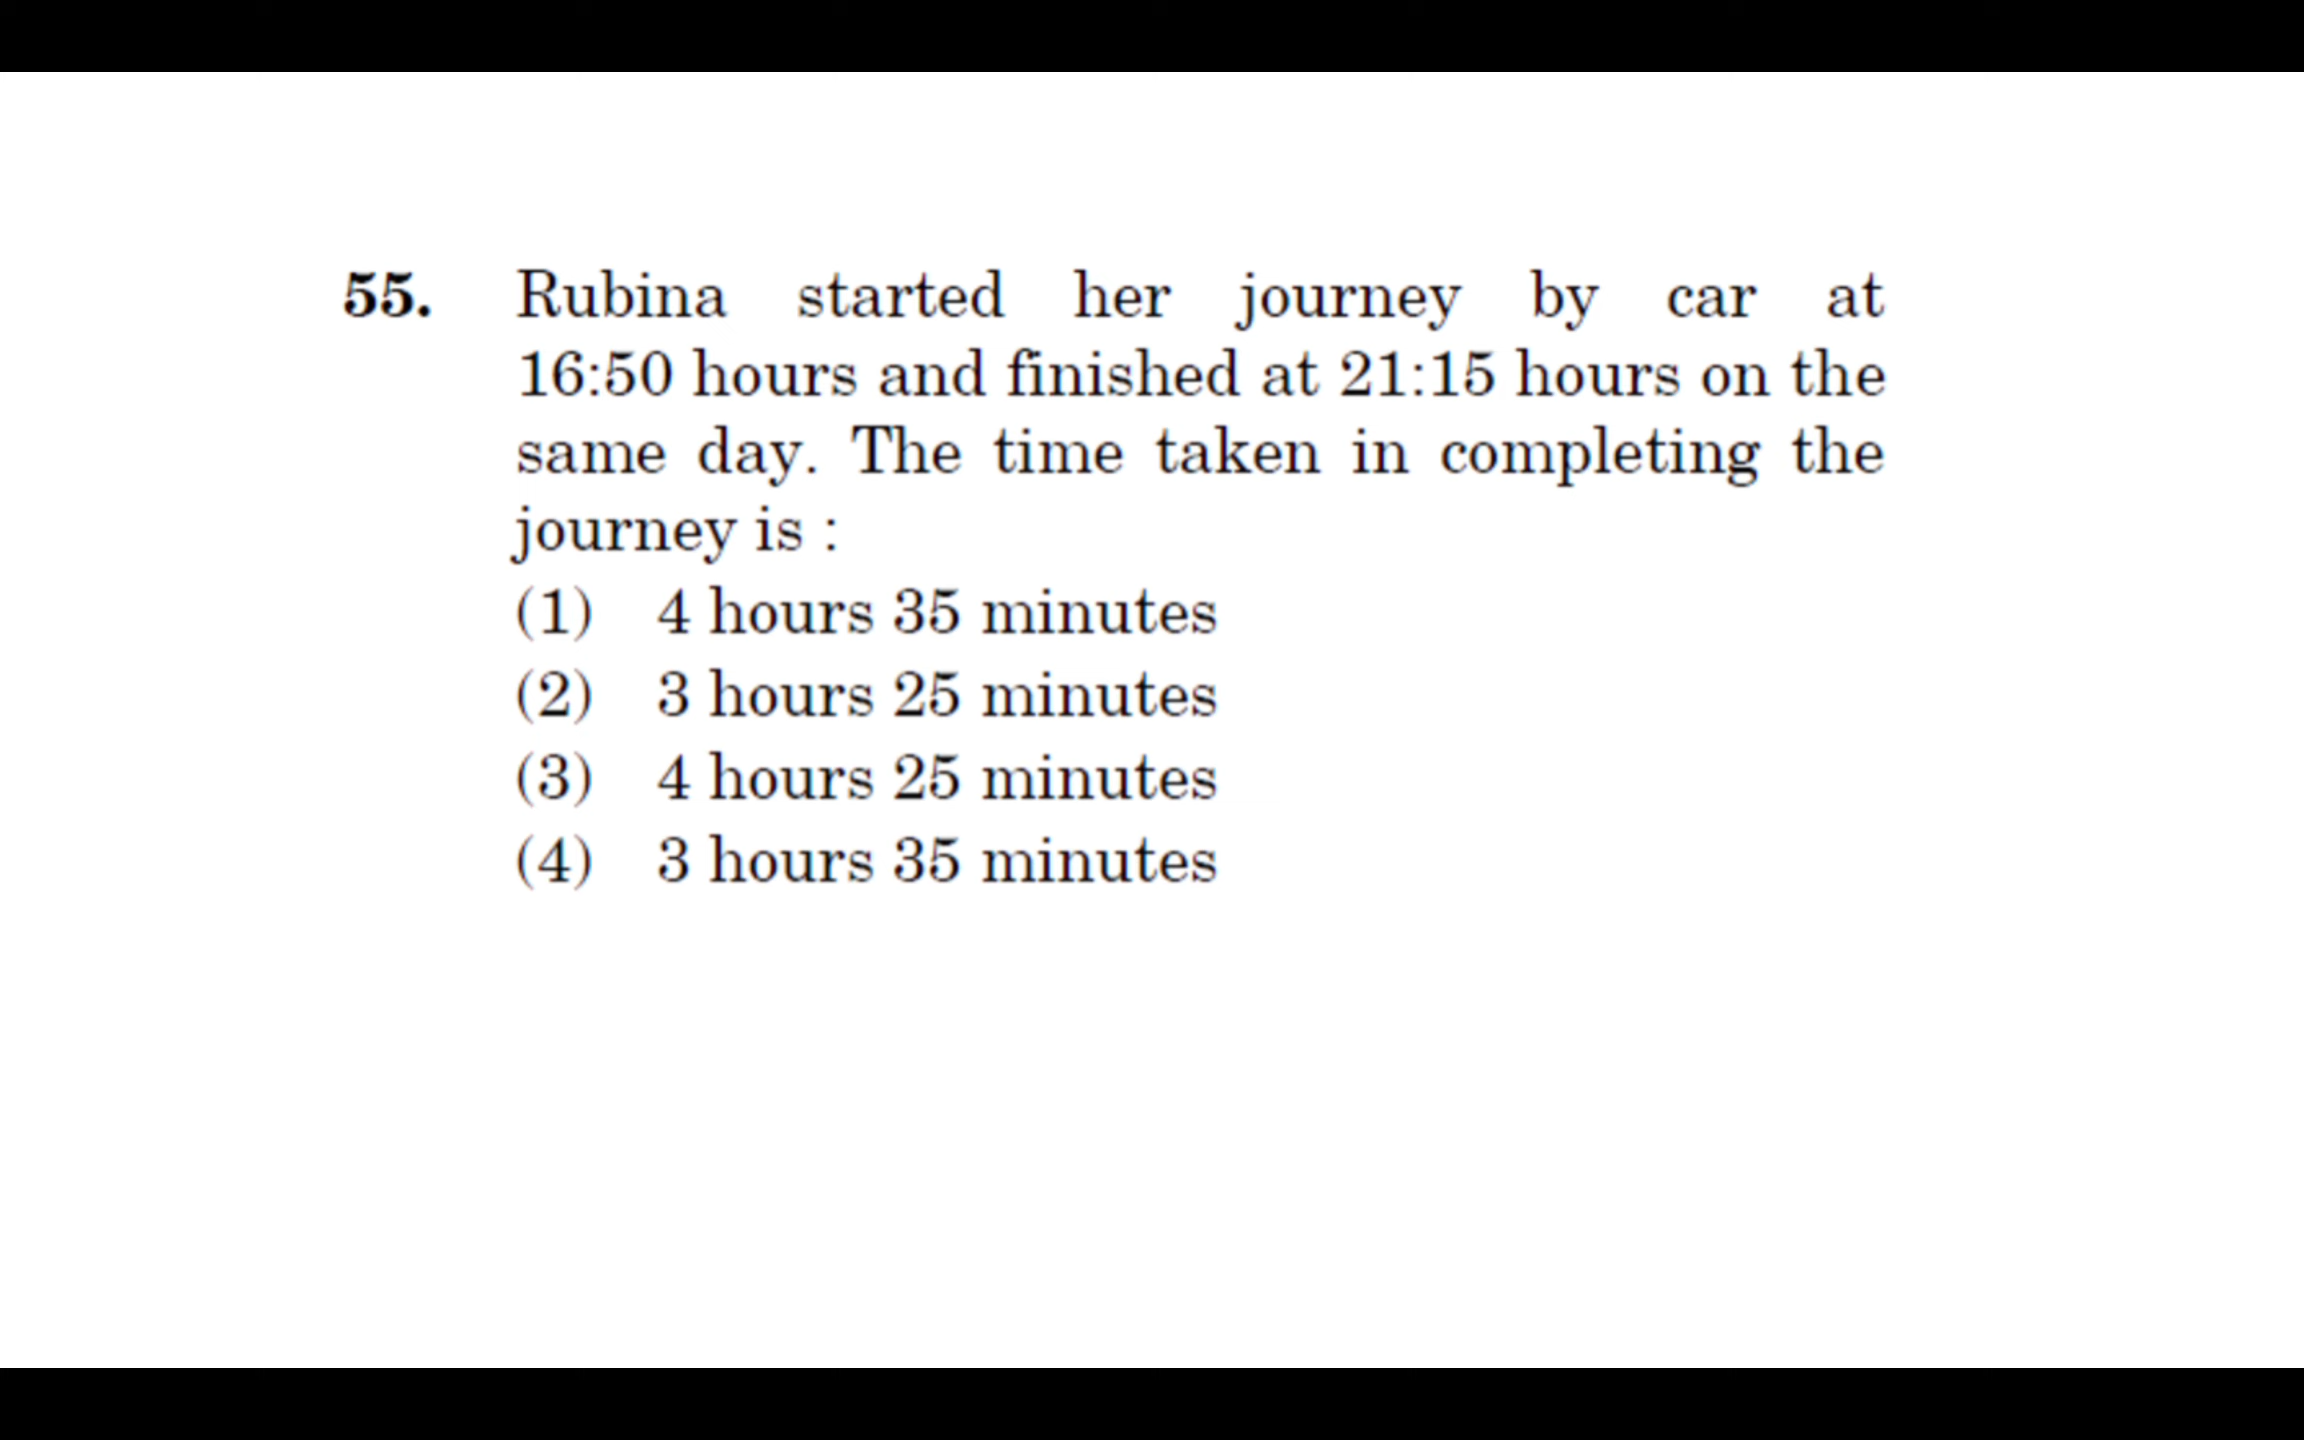 55. Rubina started her journey by car at
16:50 hours and finished at 21:15 hours on the
same day. The time taken in completing the
journey is :
(1) 4 hours 35 minutes
(2) 3 hours 25 minutes
(3) 4 hours 25 minutes
(4) 3 hours 35 minutes